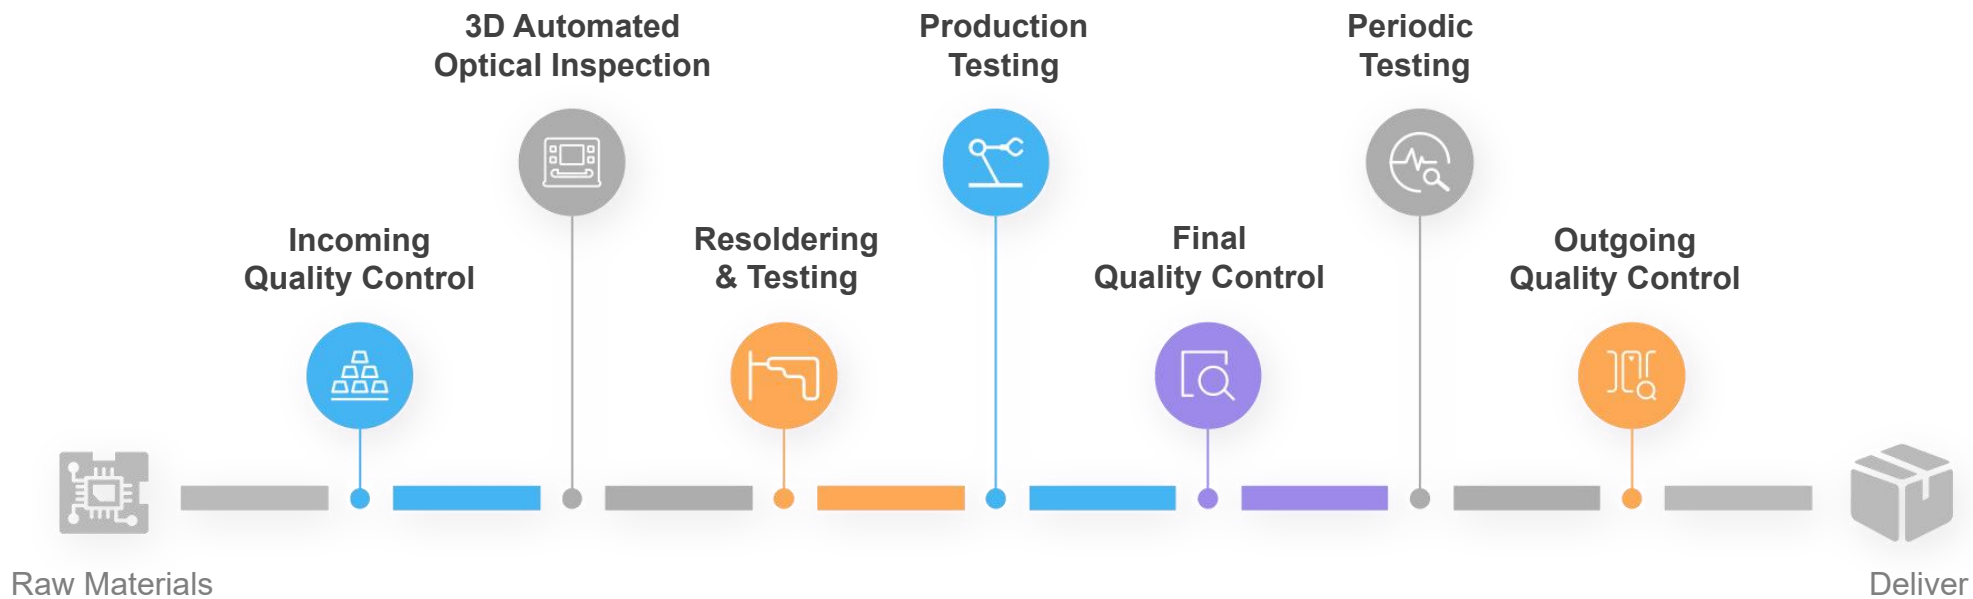 3D Automated
Optical Inspection
Production
Testing
Periodic
Testing
Incoming
Quality Control
Resoldering
& Testing
Final
Quality Control
Outgoing
Quality Control
Raw Materials
Deliver